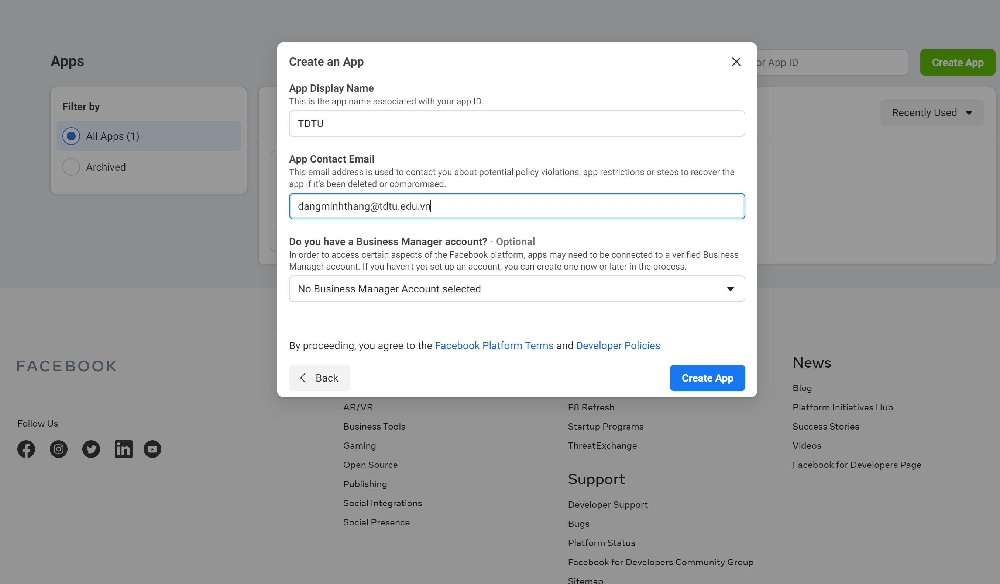 Apps
or App ID
Create App
Filter by
All Apps (1)
Archived
Recently Used
Create an App
App Display Name
This is the app name associated with your app ID.
TDTU
App Contact Email
This email address is used to contact you about potential policy violations, app restrictions or steps to recover the
app if it's been deleted or compromised.
dangminhthang@tdtu.edu.vn
Do you have a Business Manager account? · Optional
In order to access certain aspects of the Facebook platform, apps may need to be connected to a verified Business
Manager account. If you haven't yet set up an account, you can create one now or later in the process.
No Business Manager Account selected
By proceeding, you agree to the Facebook Platform Terms and Developer Policies
Back
Create App
FACEBOOK
Follow Us
AR/VR
Business Tools
Gaming
Open Source
Publishing
Social Integrations
Social Presence
F8 Refresh
Startup Programs
ThreatExchange
Support
Developer Support
Bugs
Platform Status
Facebook for Developers Community Group
Sitemap
News
Blog
Platform Initiatives Hub
Success Stories
Videos
Facebook for Developers Page